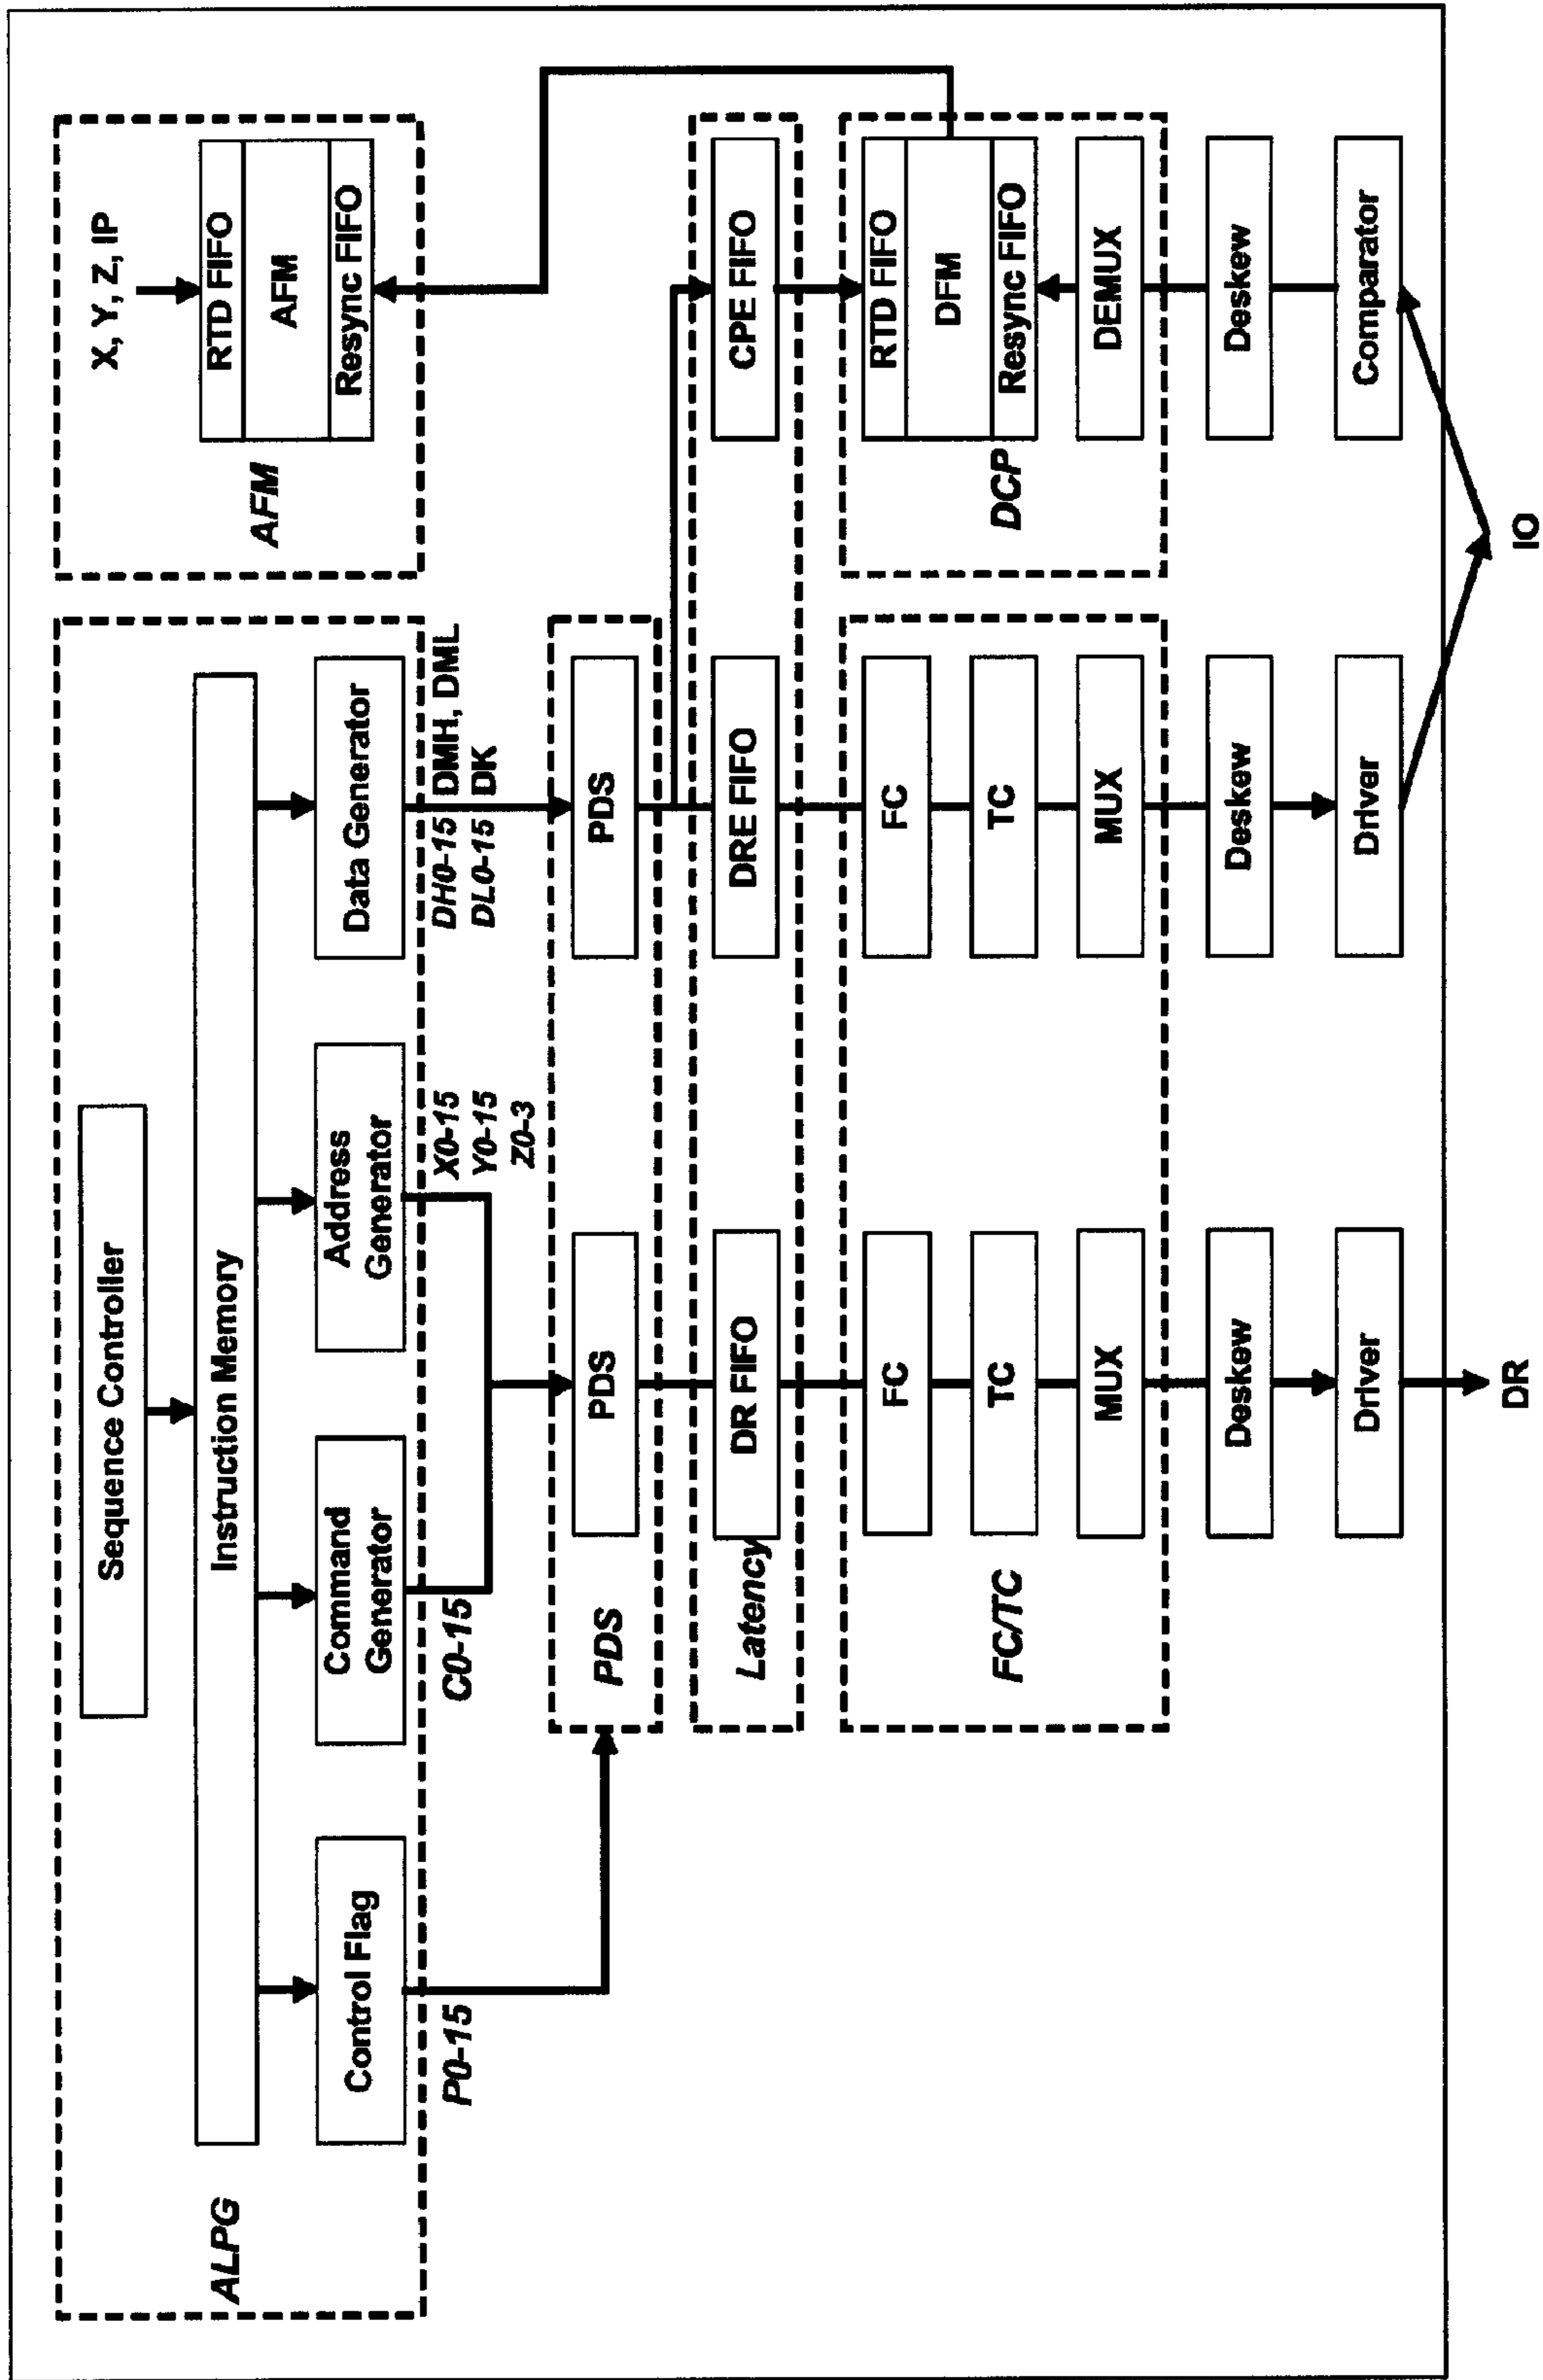 Sequence Controller
Instruction Memory
ALPG
Control Flag
Command
Generator
Address
Generator
Data Generator
X, Y, Z, IP
RTD FIFO
AFM
Resync FIFO
AFM
P0-15
C0-15
X0-15
Y0-15
Z0-3
DH0-15 DMH, DML
DL0-15 DK
PDS
PDS
PDS
Latency
DR FIFO
DRE FIFO
CPE FIFO
FC/TC
FC
TC
MUX
FC
TC
MUX
RTD FIFO
DFM
Resync FIFO
DCP
DEMUX
Deskew
Deskew
Deskew
Driver
Driver
Comparator
DR
IO